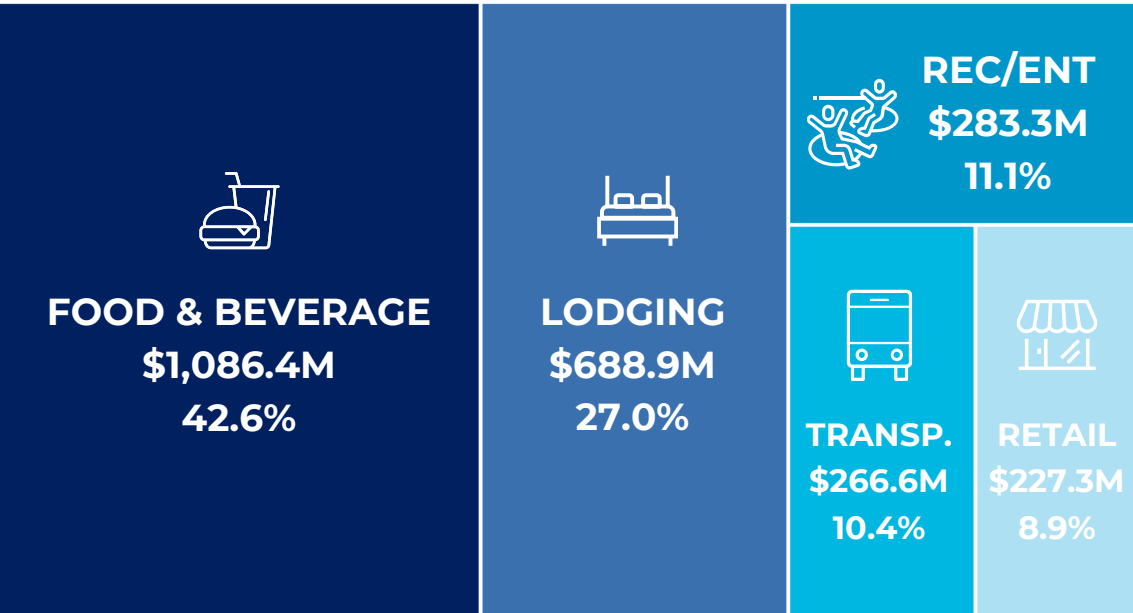 FOOD & BEVERAGE
$1,086.4M
42.6%
LODGING
$688.9M
27.0%
REC/ENT
$283.3M
11.1%
TRANSP.
$266.6M
10.4%
RETAIL
$227.3M
8.9%